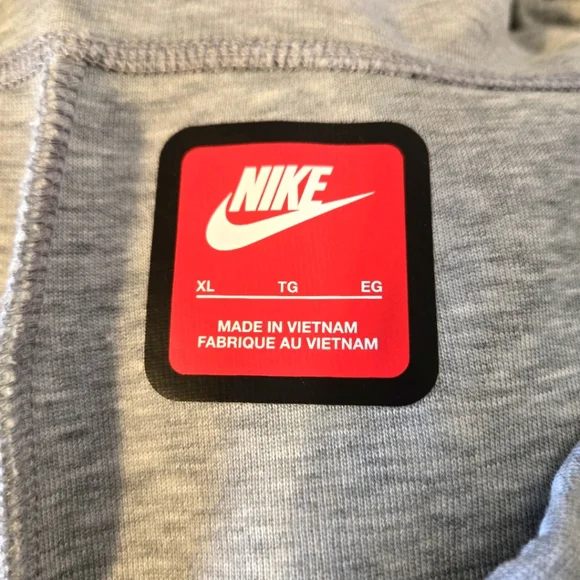 NIKE
XL TG EG
MADE IN VIETNAM
FABRIQUE AU VIETNAM